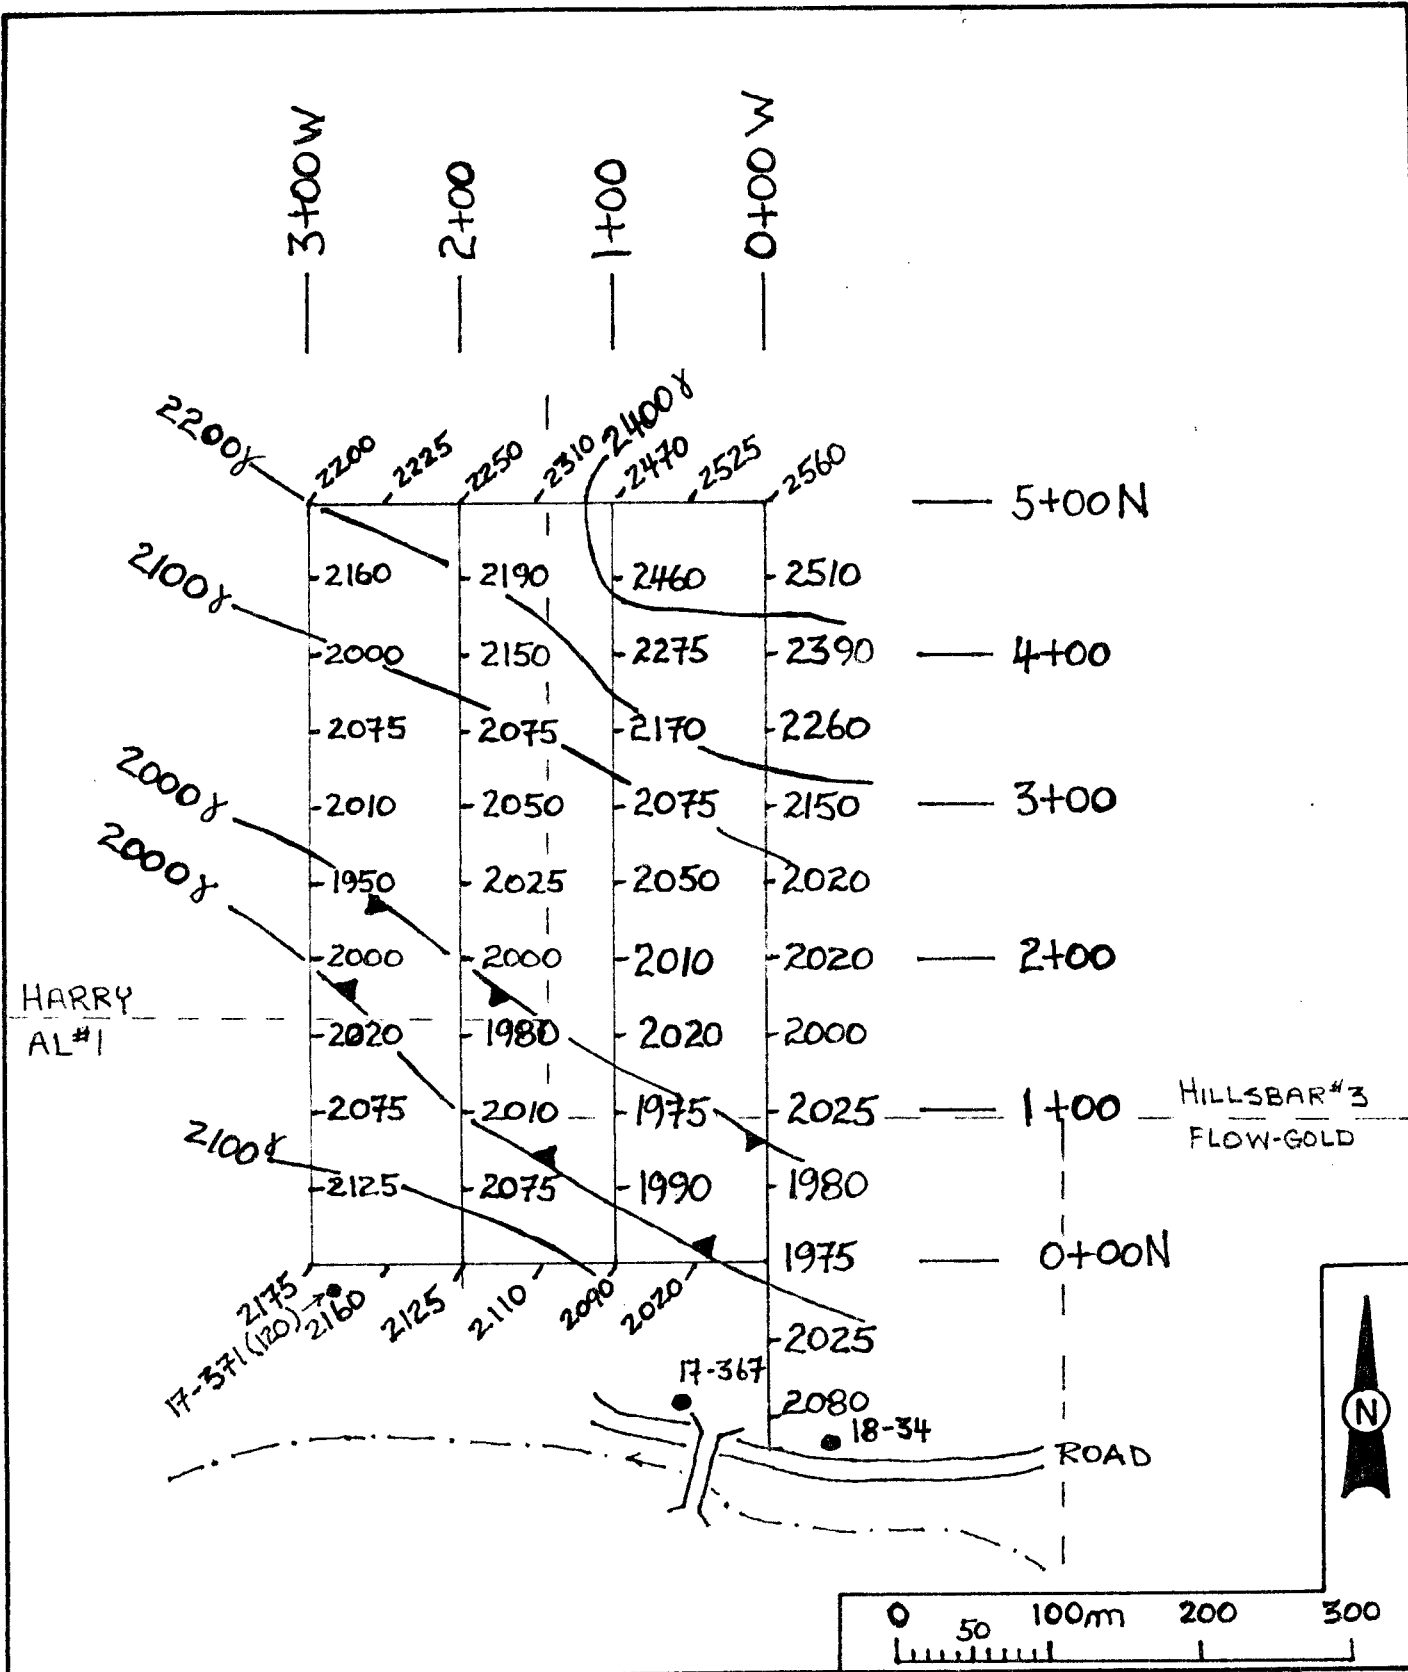 3+00W 2+00 1+00 0+00W
2200γ 2200 2225 2250 2310 2400γ 2470 2525 2560
5+00N
2100γ 2160 2190 2460 2510
2000 2150 2275 2390 4+00
2075 2075 2170 2260
2000γ 2010 2050 2075 2150 3+00
2000γ 1950 2025 2050 2020
2000 2000 2010 2020 2+00
HARRY
AL#1
2020 1980 2020 2000
2075 2010 1975 2025 1+00
HILLSBAR#3
FLOW-GOLD
2100γ 2125 2075 1990 1980
1975 0+00N
2175 2160 2125 2110 2090 2020
17-371 (120)
2025
17-367
2080
18-34
ROAD
N
0 50 100m 200 300